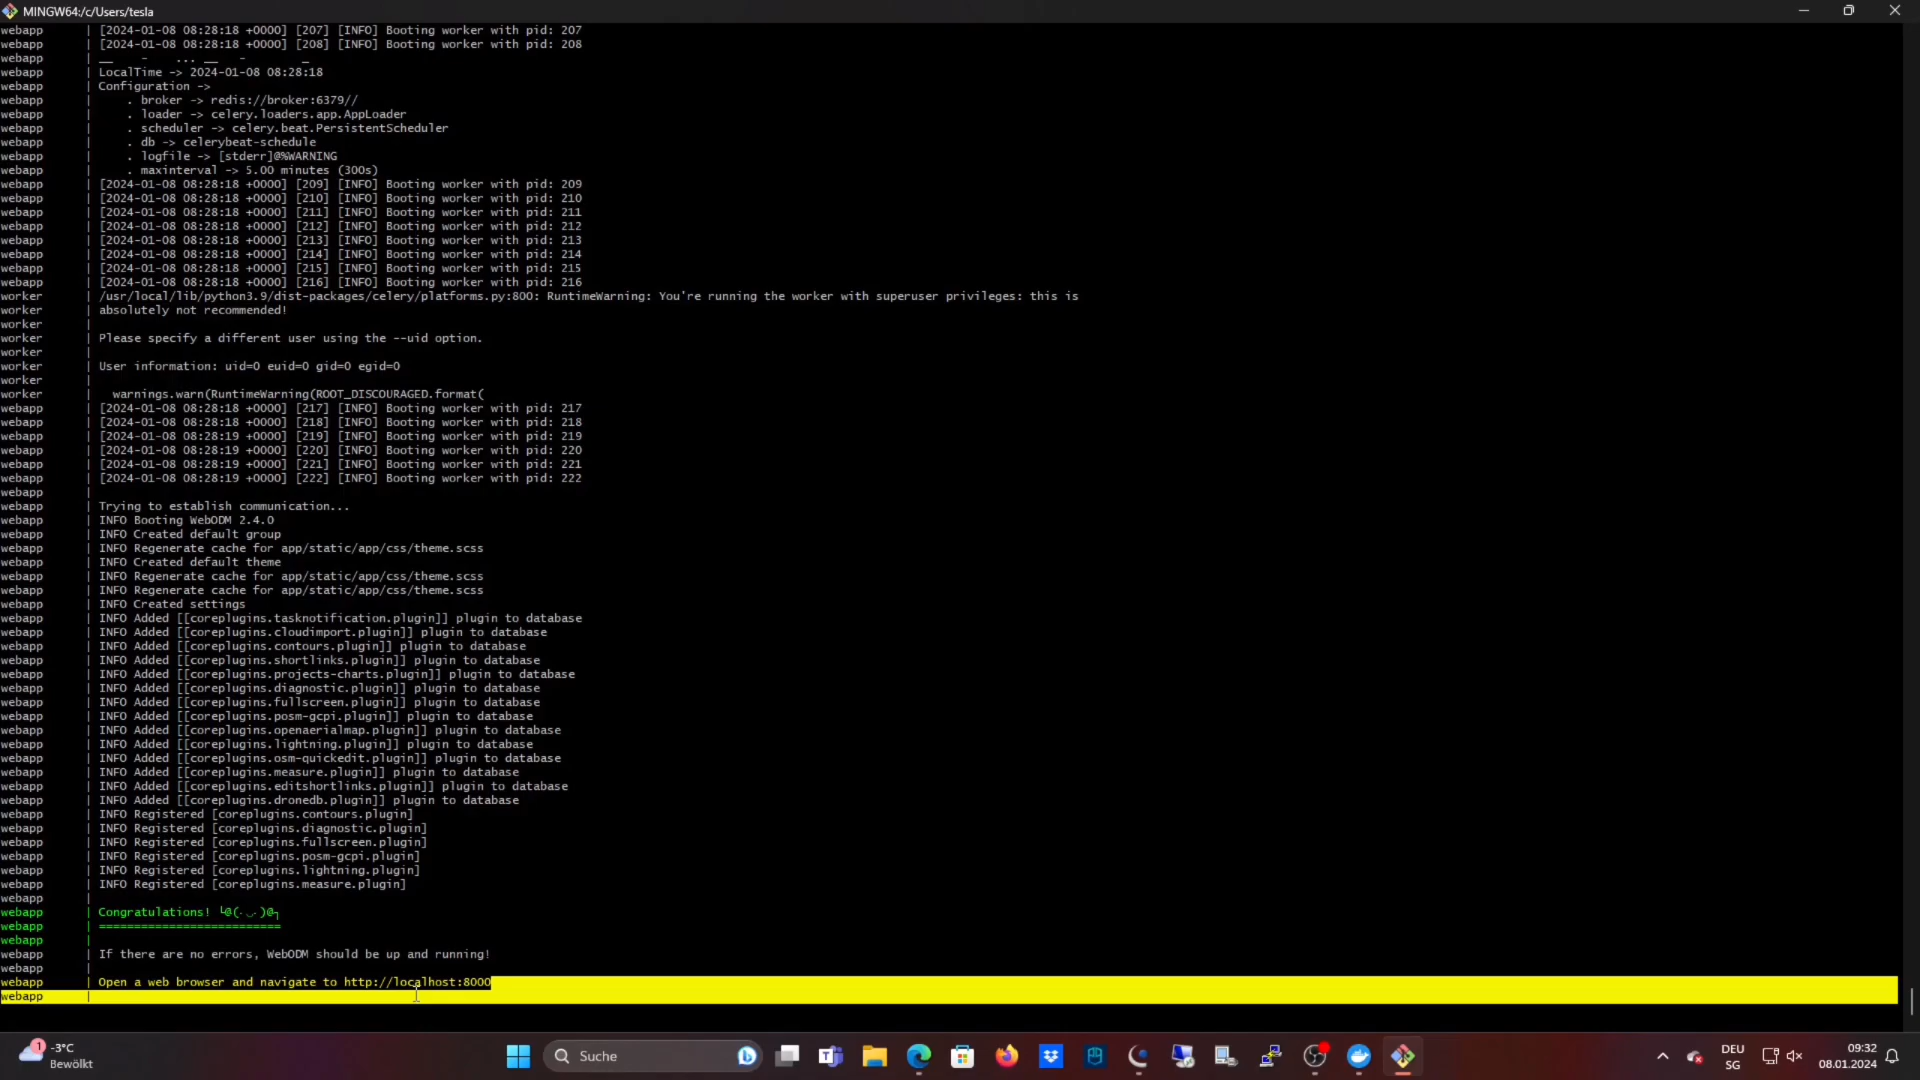 MINGW64:/c/Users/tesla
webapp | [2024-01-08 08:28:18 +0000] [207] [INFO] Booting worker with pid: 207
webapp | [2024-01-08 08:28:18 +0000] [208] [INFO] Booting worker with pid: 208
webapp | __    -    ... __   -        _
webapp | LocalTime -> 2024-01-08 08:28:18
webapp | Configuration ->
webapp |     . broker -> redis://broker:6379//
webapp |     . loader -> celery.loaders.app.AppLoader
webapp |     . scheduler -> celery.beat.PersistentScheduler
webapp |     . db -> celerybeat-schedule
webapp |     . logfile -> [stderr]@%WARNING
webapp |     . maxinterval -> 5.00 minutes (300s)
webapp | [2024-01-08 08:28:18 +0000] [209] [INFO] Booting worker with pid: 209
webapp | [2024-01-08 08:28:18 +0000] [210] [INFO] Booting worker with pid: 210
webapp | [2024-01-08 08:28:18 +0000] [211] [INFO] Booting worker with pid: 211
webapp | [2024-01-08 08:28:18 +0000] [212] [INFO] Booting worker with pid: 212
webapp | [2024-01-08 08:28:18 +0000] [213] [INFO] Booting worker with pid: 213
webapp | [2024-01-08 08:28:18 +0000] [214] [INFO] Booting worker with pid: 214
webapp | [2024-01-08 08:28:18 +0000] [215] [INFO] Booting worker with pid: 215
webapp | [2024-01-08 08:28:18 +0000] [216] [INFO] Booting worker with pid: 216
worker | /usr/local/lib/python3.9/dist-packages/celery/platforms.py:800: RuntimeWarning: You're running the worker with superuser privileges: this is
worker | absolutely not recommended!
worker |
worker | Please specify a different user using the --uid option.
worker |
worker | User information: uid=0 euid=0 gid=0 egid=0
worker |
worker |   warnings.warn(RuntimeWarning(ROOT_DISCOURAGED.format(
webapp | [2024-01-08 08:28:18 +0000] [217] [INFO] Booting worker with pid: 217
webapp | [2024-01-08 08:28:18 +0000] [218] [INFO] Booting worker with pid: 218
webapp | [2024-01-08 08:28:19 +0000] [219] [INFO] Booting worker with pid: 219
webapp | [2024-01-08 08:28:19 +0000] [220] [INFO] Booting worker with pid: 220
webapp | [2024-01-08 08:28:19 +0000] [221] [INFO] Booting worker with pid: 221
webapp | [2024-01-08 08:28:19 +0000] [222] [INFO] Booting worker with pid: 222
webapp |
webapp | Trying to establish communication...
webapp | INFO Booting WebODM 2.4.0
webapp | INFO Created default group
webapp | INFO Regenerate cache for app/static/app/css/theme.scss
webapp | INFO Created default theme
webapp | INFO Regenerate cache for app/static/app/css/theme.scss
webapp | INFO Regenerate cache for app/static/app/css/theme.scss
webapp | INFO Created settings
webapp | INFO Added [[coreplugins.tasknotification.plugin]] plugin to database
webapp | INFO Added [[coreplugins.cloudimport.plugin]] plugin to database
webapp | INFO Added [[coreplugins.contours.plugin]] plugin to database
webapp | INFO Added [[coreplugins.shortlinks.plugin]] plugin to database
webapp | INFO Added [[coreplugins.projects-charts.plugin]] plugin to database
webapp | INFO Added [[coreplugins.diagnostic.plugin]] plugin to database
webapp | INFO Added [[coreplugins.fullscreen.plugin]] plugin to database
webapp | INFO Added [[coreplugins.posm-gcpi.plugin]] plugin to database
webapp | INFO Added [[coreplugins.openaerialmap.plugin]] plugin to database
webapp | INFO Added [[coreplugins.lightning.plugin]] plugin to database
webapp | INFO Added [[coreplugins.osm-quickedit.plugin]] plugin to database
webapp | INFO Added [[coreplugins.measure.plugin]] plugin to database
webapp | INFO Added [[coreplugins.editshortlinks.plugin]] plugin to database
webapp | INFO Added [[coreplugins.dronedb.plugin]] plugin to database
webapp | INFO Registered [coreplugins.contours.plugin]
webapp | INFO Registered [coreplugins.diagnostic.plugin]
webapp | INFO Registered [coreplugins.fullscreen.plugin]
webapp | INFO Registered [coreplugins.posm-gcpi.plugin]
webapp | INFO Registered [coreplugins.lightning.plugin]
webapp | INFO Registered [coreplugins.measure.plugin]
webapp |
webapp | Congratulations! └@(・◡・)@┐
webapp | ==========================
webapp |
webapp | If there are no errors, WebODM should be up and running!
webapp |
webapp | Open a web browser and navigate to http://localhost:8000
webapp |
1
-3°C
Bewölkt
Suche
DEU
SG
09:32
08.01.2024